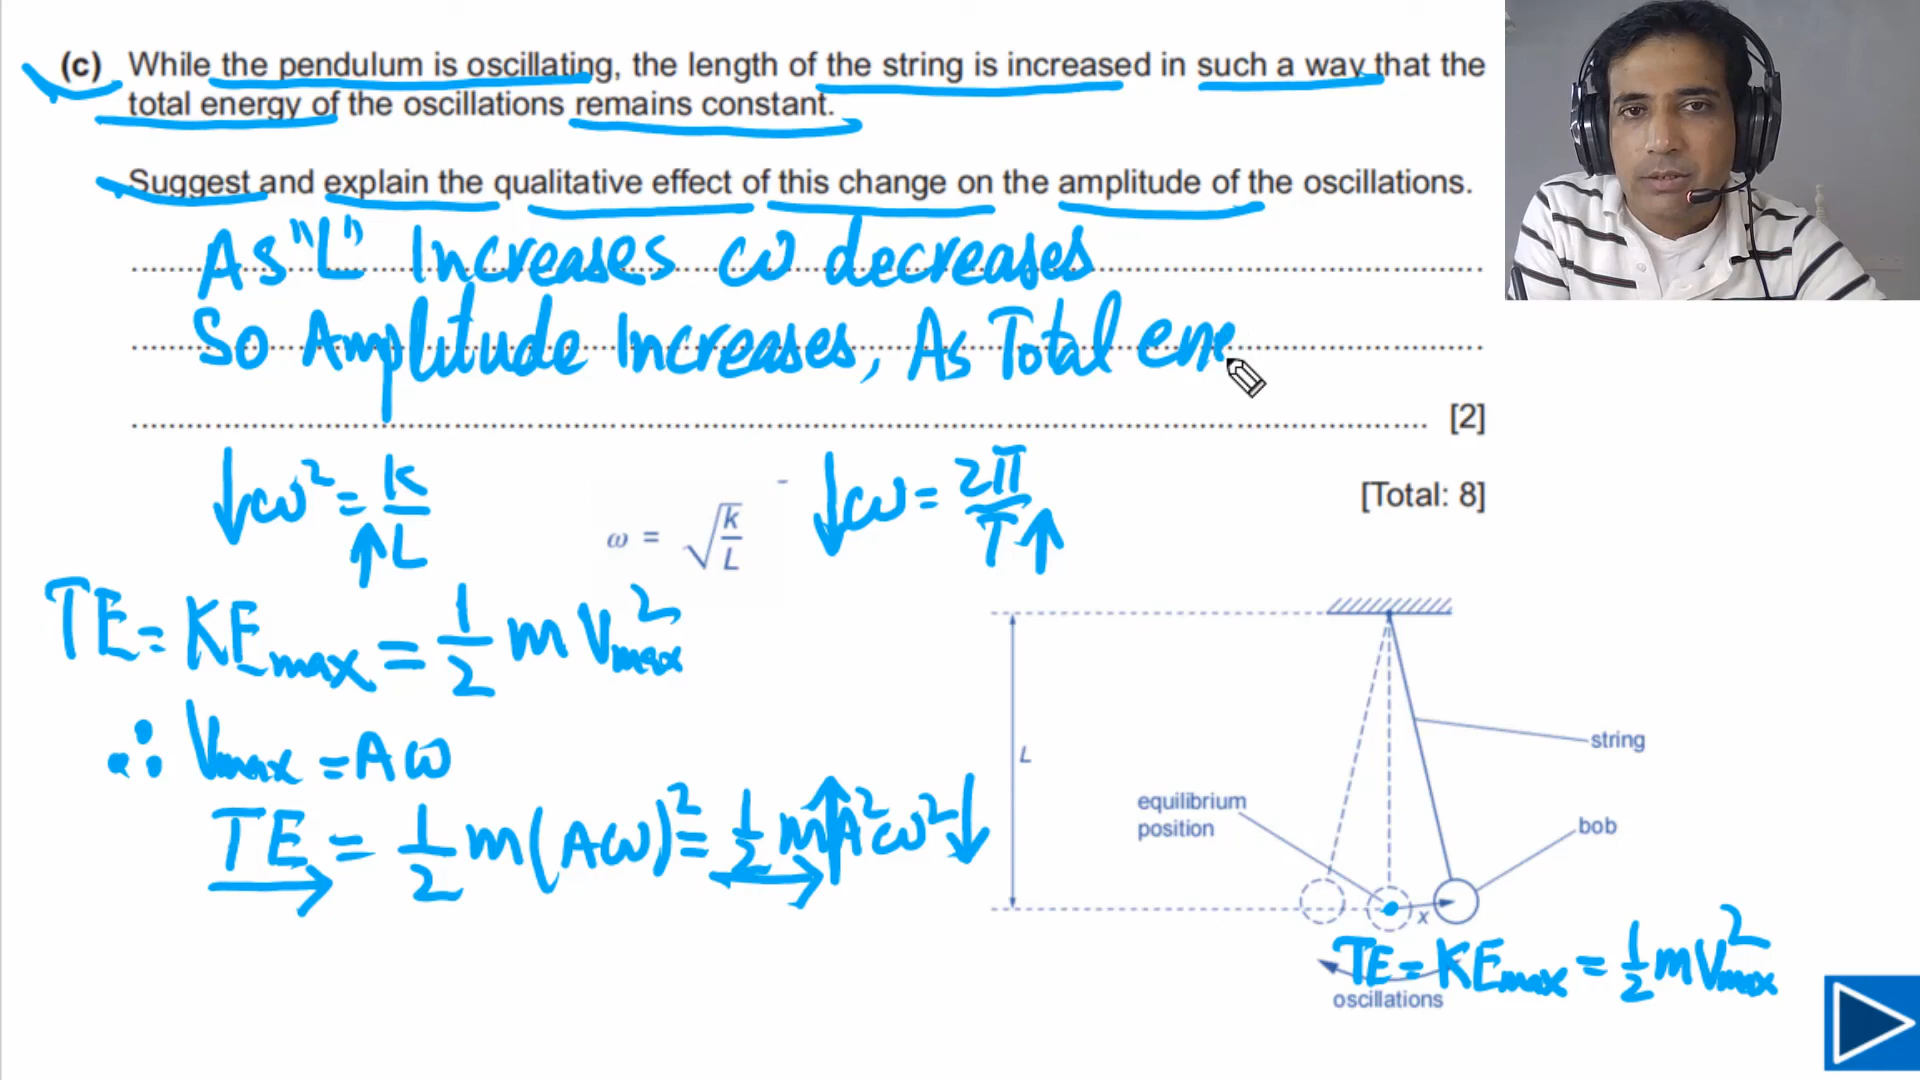 (c) While the pendulum is oscillating, the length of the string is increased in such a way that the
total energy of the oscillations remains constant.
Suggest and explain the qualitative effect of this change on the amplitude of the oscillations.
As "L" Increases ω decreases
So Amplitude Increases, As Total ene
[2]
[Total: 8]
↓ω² = k/↑L
ω = √k/L
↓ω = 2π/T↑
TE = KEmax = 1/2 m Vmax²
∴ Vmax = Aω
TE = 1/2 m(Aω)² = 1/2 m↑A²ω²↓
L
string
equilibrium
position
bob
x
TE = KEmax = 1/2 m Vmax²
oscillations